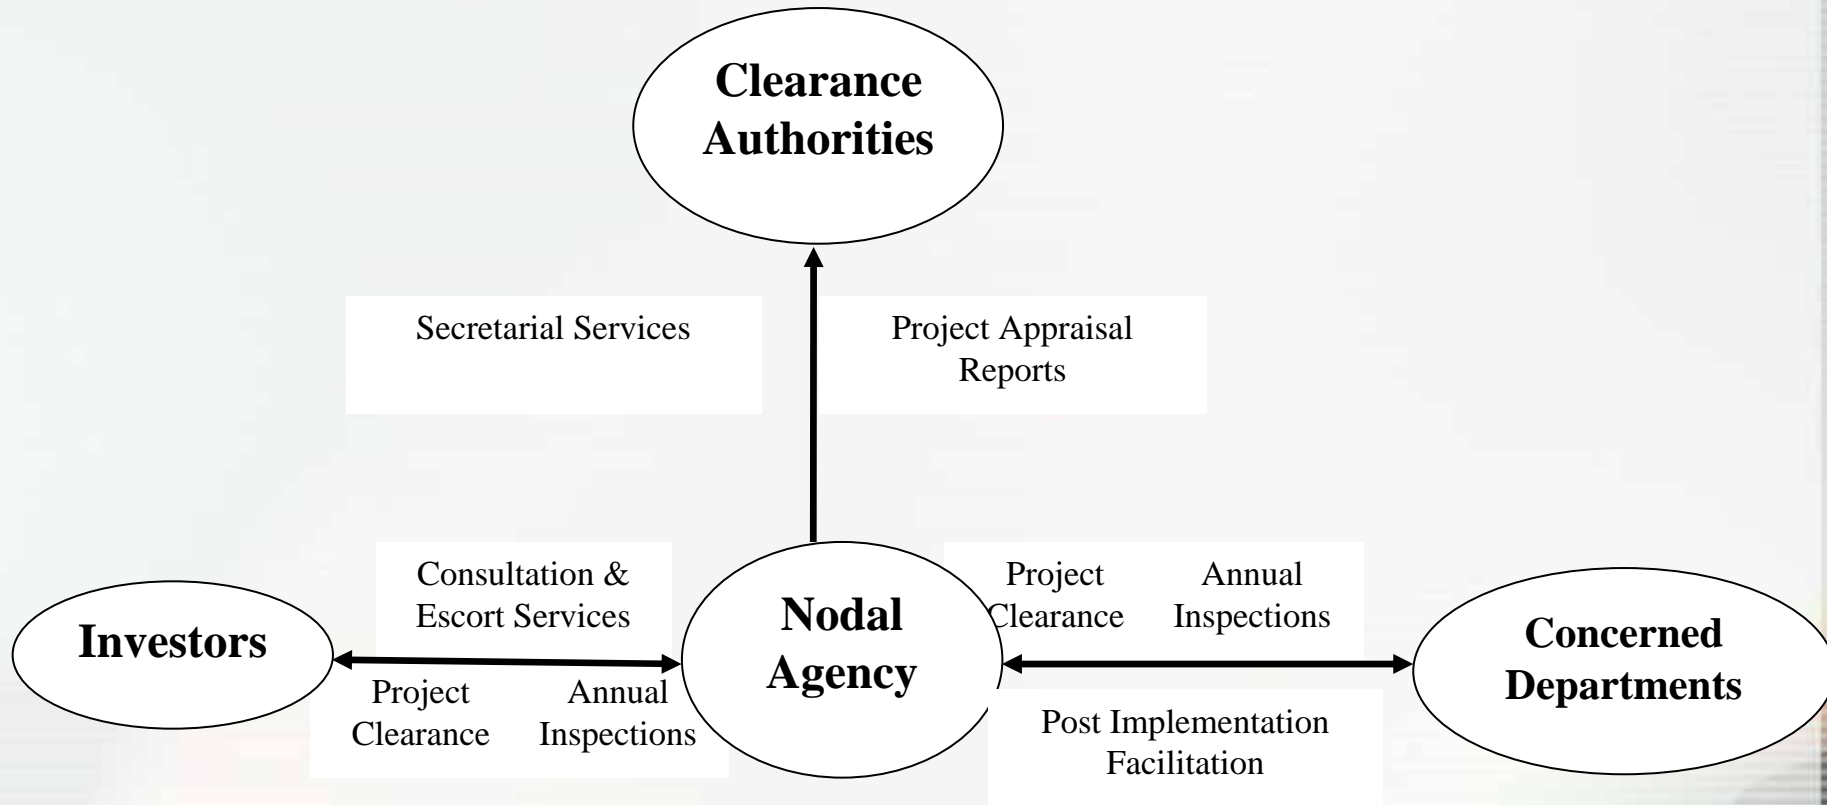 Clearance
Authorities
Secretarial Services
Project Appraisal
Reports
Consultation &
Escort Services
Project
Clearance
Annual
Inspections
Investors
Nodal
Agency
Concerned
Departments
Project
Clearance
Annual
Inspections
Post Implementation
Facilitation